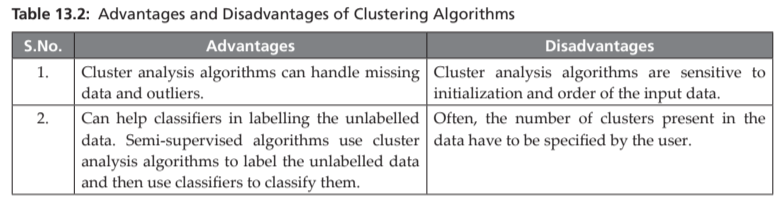 Table 13.2: Advantages and Disadvantages of Clustering Algorithms
S.No.
Advantages
Disadvantages
1.
Cluster analysis algorithms can handle missing
data and outliers.
Cluster analysis algorithms are sensitive to
initialization and order of the input data.
2.
Can help classifiers in labelling the unlabelled
data. Semi-supervised algorithms use cluster
analysis algorithms to label the unlabelled data
and then use classifiers to classify them.
Often, the number of clusters present in the
data have to be specified by the user.